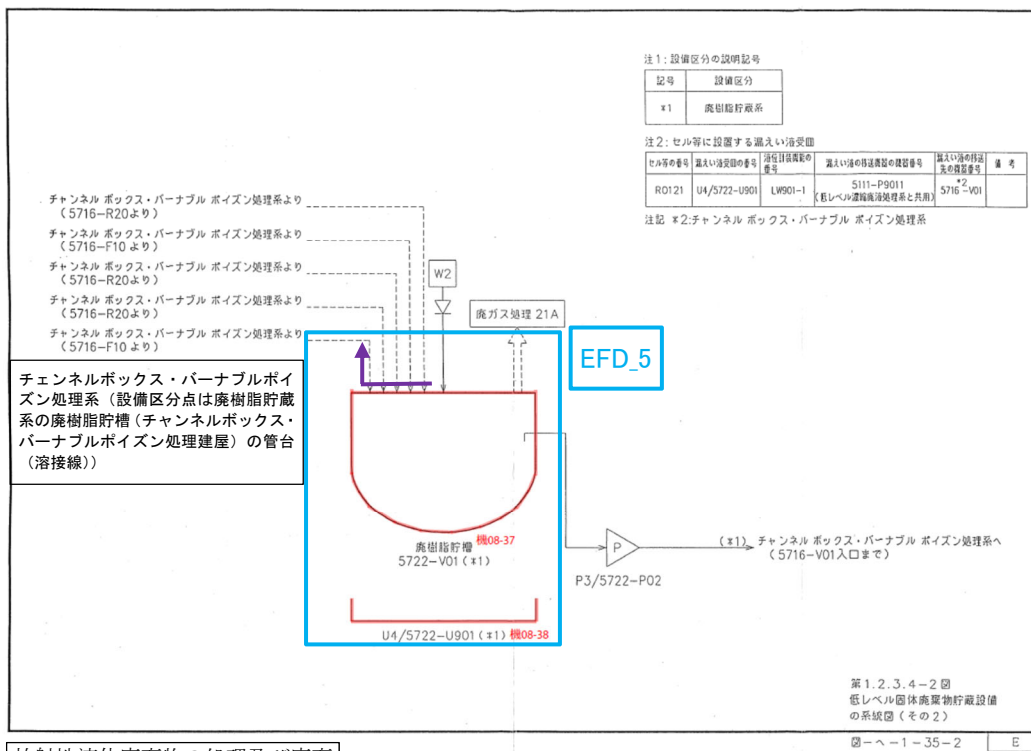 注1：設備区分の説明記号
記号 設備区分
*1 廃樹脂貯蔵系
注2：セル等に設置する漏えい液受皿
セル等の番号 漏えい液受皿の番号 液位計装備範の番号 漏えい液の移送機器の機器番号 漏えい液の移送先の機器番号 備 考
R0121 U4/5722-U901 LW901-1 5111-P9011 *2
(低レベル濃縮廃液処理系と共用) 5716-V01
注記 *2:チャンネル ボックス・バーナブル ポイズン処理系
チャンネル ボックス・バーナブル ポイズン処理系より
（5716-R20より）
チャンネル ボックス・バーナブル ポイズン処理系より
（5716-F10より）
チャンネル ボックス・バーナブル ポイズン処理系より
（5716-R20より）
チャンネル ボックス・バーナブル ポイズン処理系より
（5716-R20より）
チャンネル ボックス・バーナブル ポイズン処理系より
（5716-F10より）
W2
廃ガス処理 21A
EFD_5
チェンネルボックス・バーナブルポイ
ズン処理系（設備区分点は廃樹脂貯蔵
系の廃樹脂貯槽（チャンネルボックス・
バーナブルポイズン処理建屋）の管台
（溶接線））
廃樹脂貯槽 機08-37
5722-V01(*1)
P
P3/5722-P02
(*1) チャンネル ボックス・バーナブル ポイズン処理系へ
（5716-V01入口まで）
U4/5722-U901(*1) 機08-38
第1.2.3.4-2図
低レベル固体廃棄物貯蔵設備
の系統図（その2）
図-ヘ-1-35-2 E